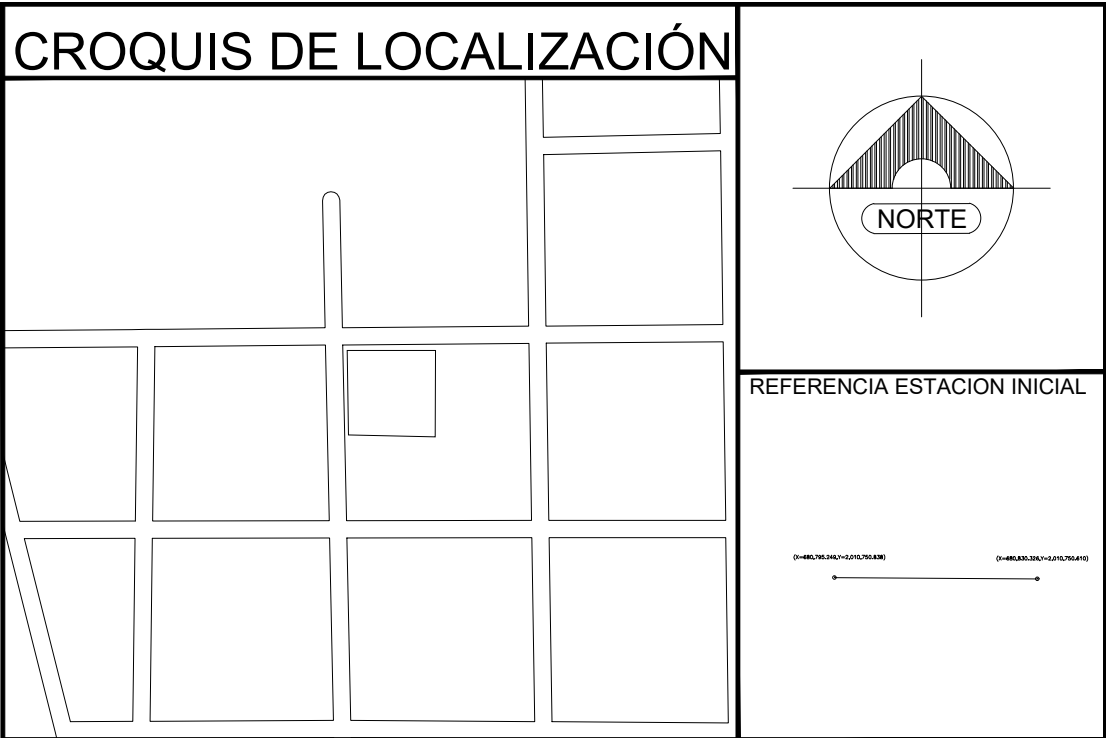 CROQUIS DE LOCALIZACIÓN
NORTE
REFERENCIA ESTACION INICIAL
(X=680,795.249,Y=2,010,750.838)
(X=680,830.326,Y=2,010,750.610)